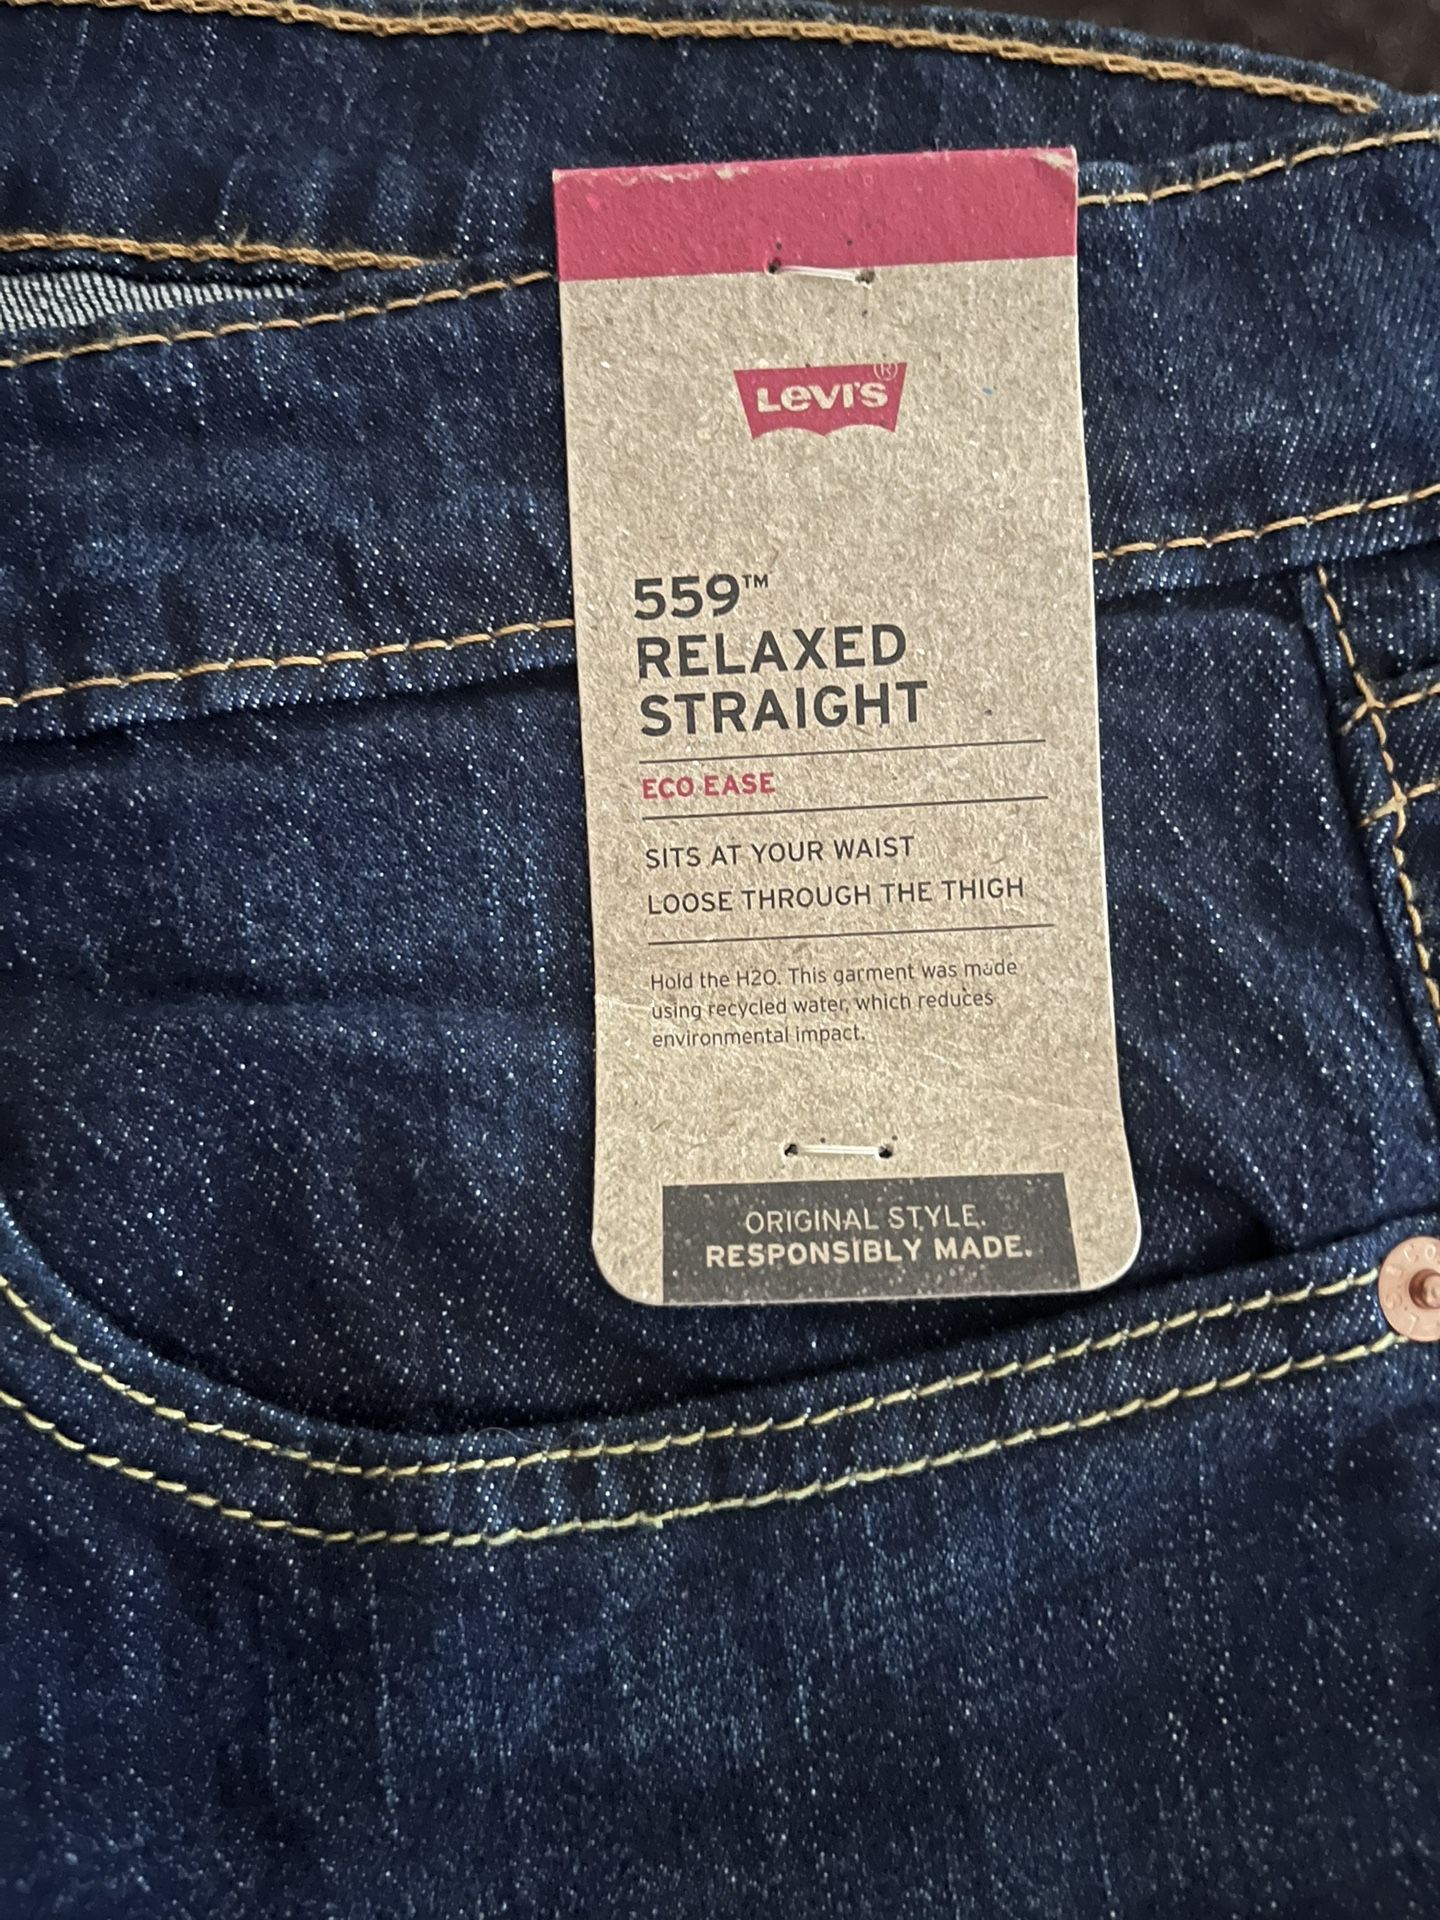 LEVI'S®
559™
RELAXED
STRAIGHT
ECO EASE
SITS AT YOUR WAIST
LOOSE THROUGH THE THIGH
Hold the H2O. This garment was made
using recycled water, which reduces
environmental impact.
ORIGINAL STYLE.
RESPONSIBLY MADE.